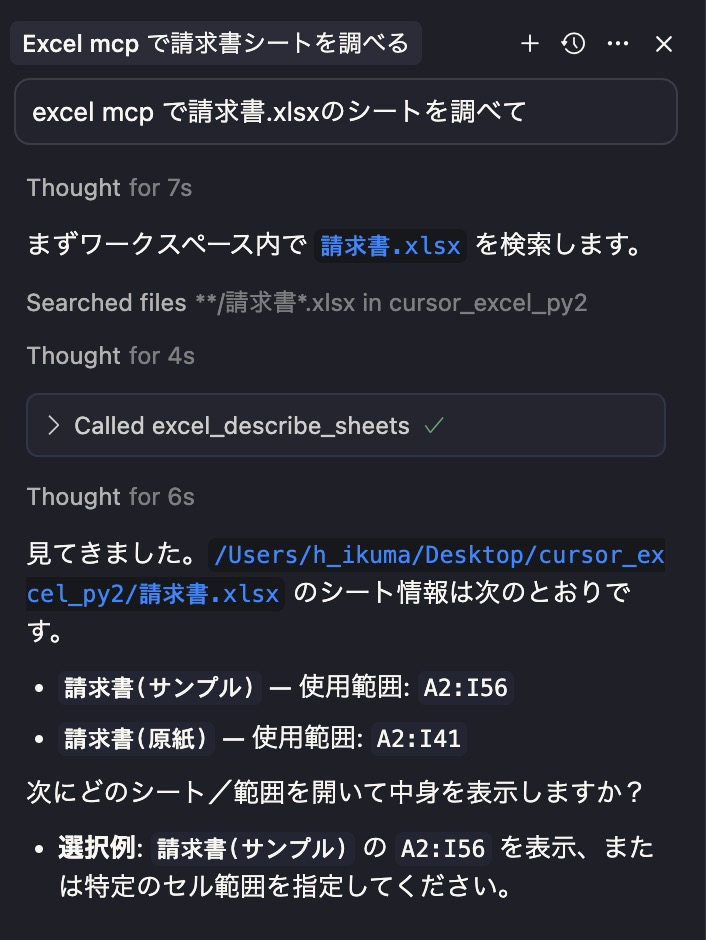 Excel mcp で請求書シートを調べる
excel mcp で請求書.xlsxのシートを調べて
Thought for 7s
まずワークスペース内で 請求書.xlsx を検索します。
Searched files **/請求書*.xlsx in cursor_excel_py2
Thought for 4s
Called excel_describe_sheets
Thought for 6s
見てきました。 /Users/h_ikuma/Desktop/cursor_ex
cel_py2/請求書.xlsx のシート情報は次のとおりで
す。
• 請求書(サンプル) — 使用範囲: A2:I56
• 請求書(原紙) — 使用範囲: A2:I41
次にどのシート／範囲を開いて中身を表示しますか？
• 選択例: 請求書(サンプル) の A2:I56 を表示、また
は特定のセル範囲を指定してください。